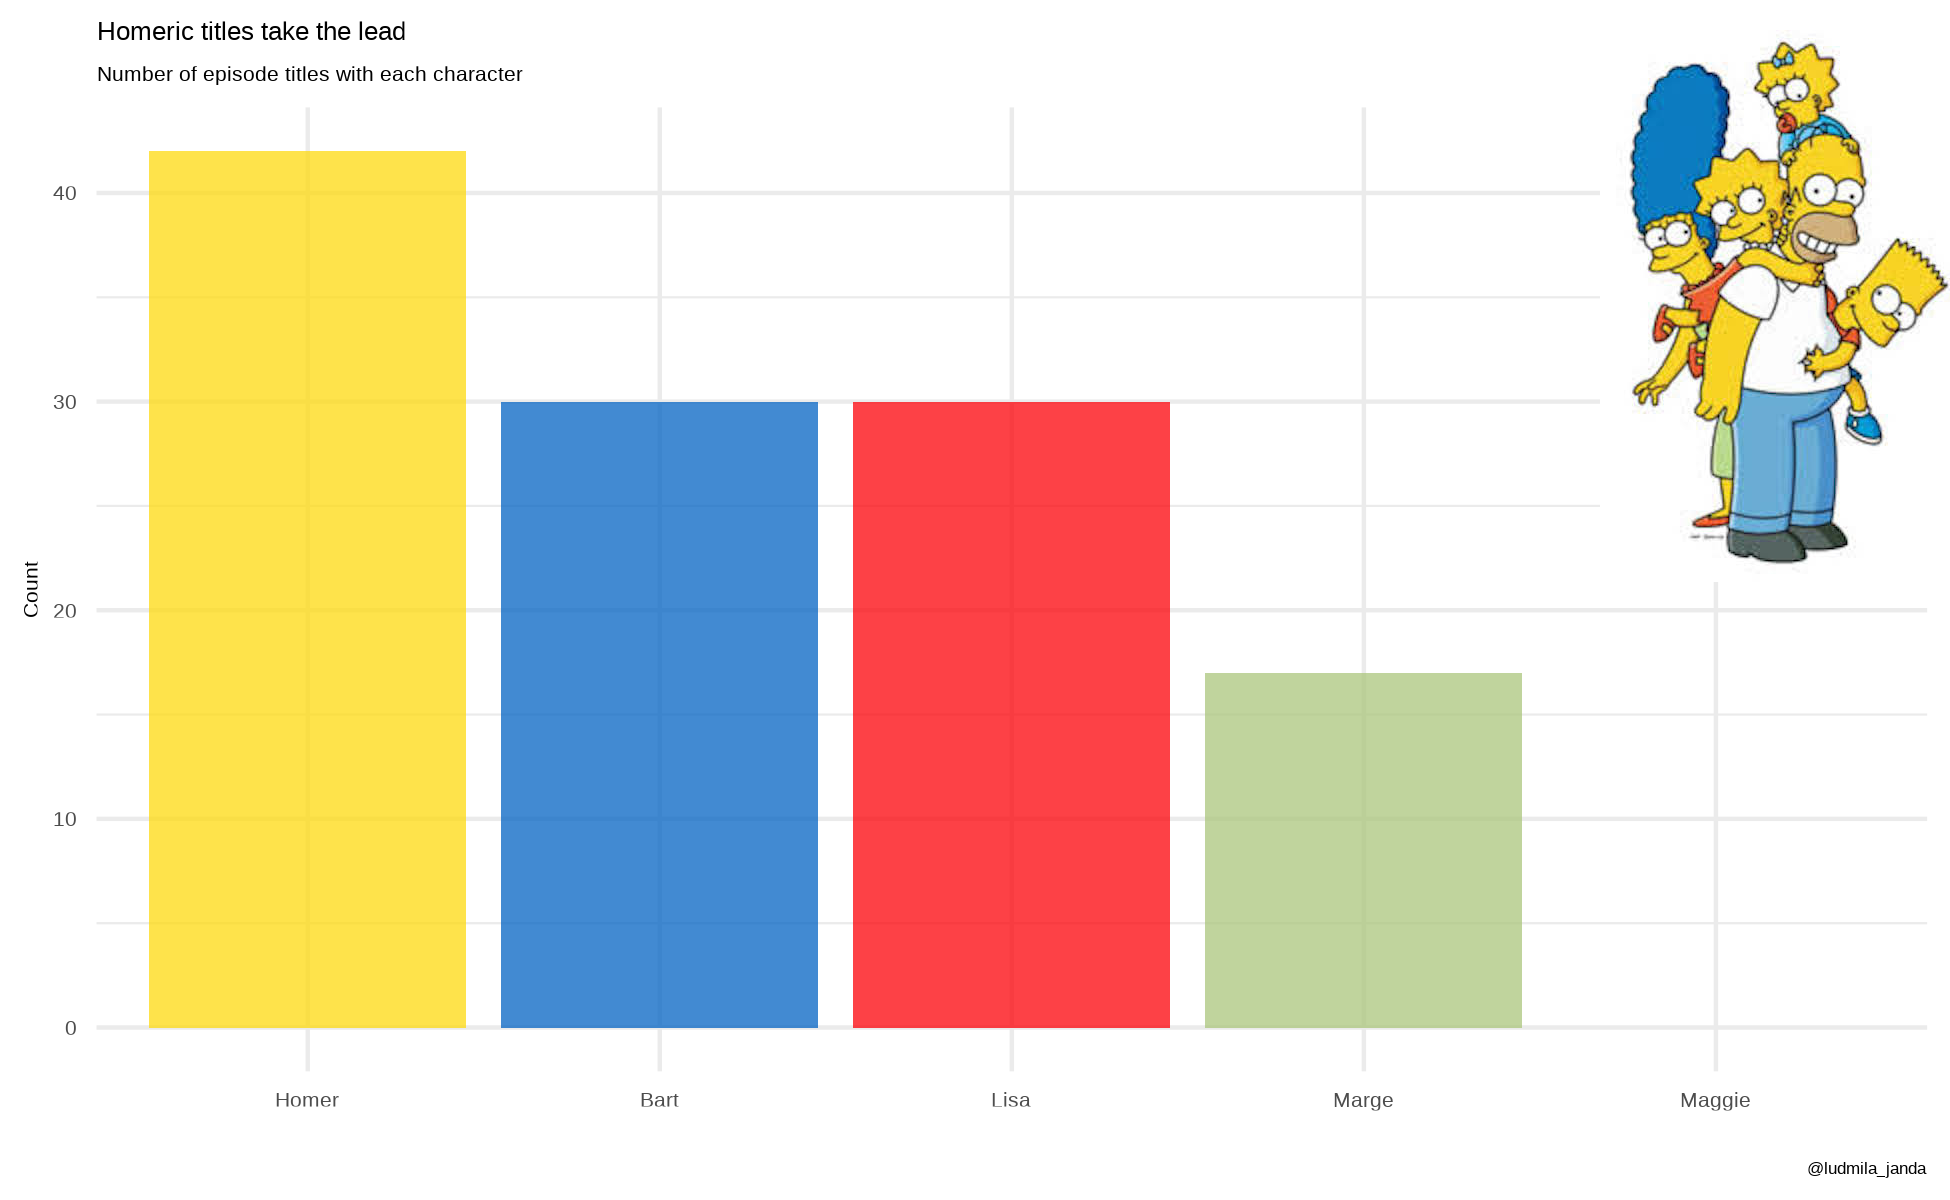 Homeric titles take the lead
Number of episode titles with each character
Count
40
30
20
10
0
Homer
Bart
Lisa
Marge
Maggie
@ludmila_janda